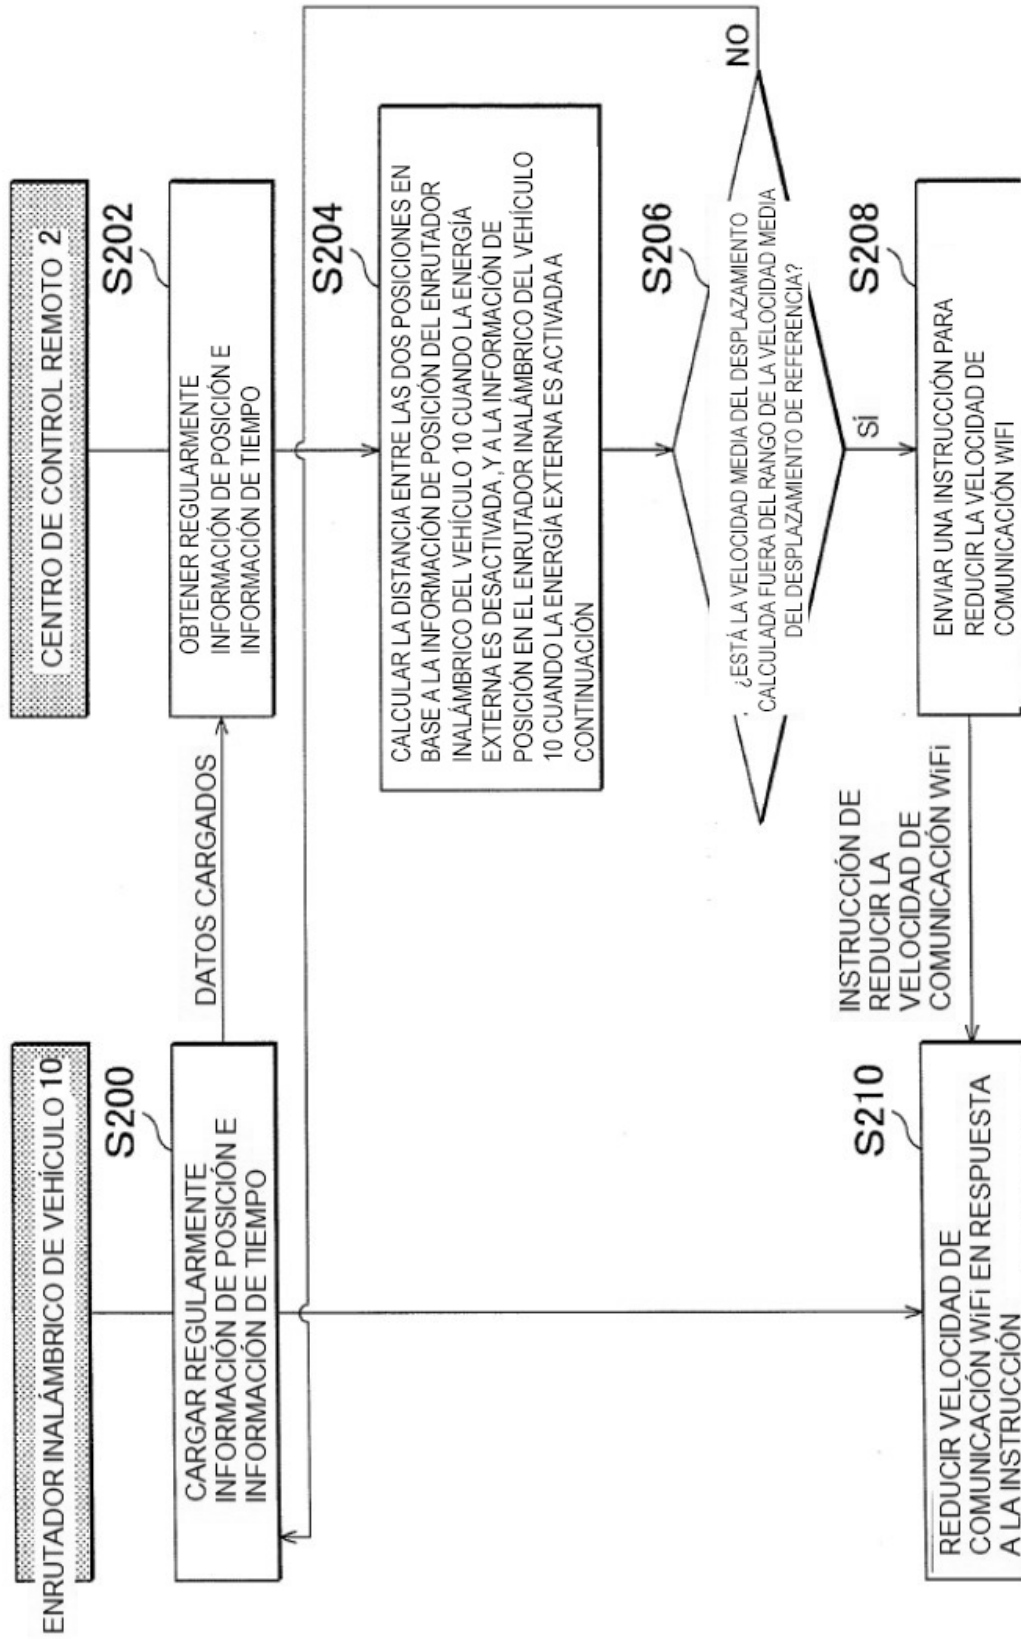 ENRUTADOR INALÁMBRICO DE VEHÍCULO 10
CENTRO DE CONTROL REMOTO 2
S200
CARGAR REGULARMENTE
INFORMACIÓN DE POSICIÓN E
INFORMACIÓN DE TIEMPO
DATOS CARGADOS
S202
OBTENER REGULARMENTE
INFORMACIÓN DE POSICIÓN E
INFORMACIÓN DE TIEMPO
S204
CALCULAR LA DISTANCIA ENTRE LAS DOS POSICIONES EN
BASE A LA INFORMACIÓN DE POSICIÓN DEL ENRUTADOR
INALÁMBRICO DEL VEHÍCULO 10 CUANDO LA ENERGÍA
EXTERNA ES DESACTIVADA, Y A LA INFORMACIÓN DE
POSICIÓN EN EL ENRUTADOR INALÁMBRICO DEL VEHÍCULO
10 CUANDO LA ENERGÍA EXTERNA ES ACTIVADAA
CONTINUACIÓN
S206
¿ESTÁ LA VELOCIDAD MEDIA DEL DESPLAZAMIENTO
CALCULADA FUERA DEL RANGO DE LA VELOCIDAD MEDIA
DEL DESPLAZAMIENTO DE REFERENCIA?
NO
SÍ
S208
ENVIAR UNA INSTRUCCIÓN PARA
REDUCIR LA VELOCIDAD DE
COMUNICACIÓN WIFI
INSTRUCCIÓN DE
REDUCIR LA
VELOCIDAD DE
COMUNICACIÓN WiFi
S210
REDUCIR VELOCIDAD DE
COMUNICACIÓN WiFi EN RESPUESTA
A LA INSTRUCCIÓN